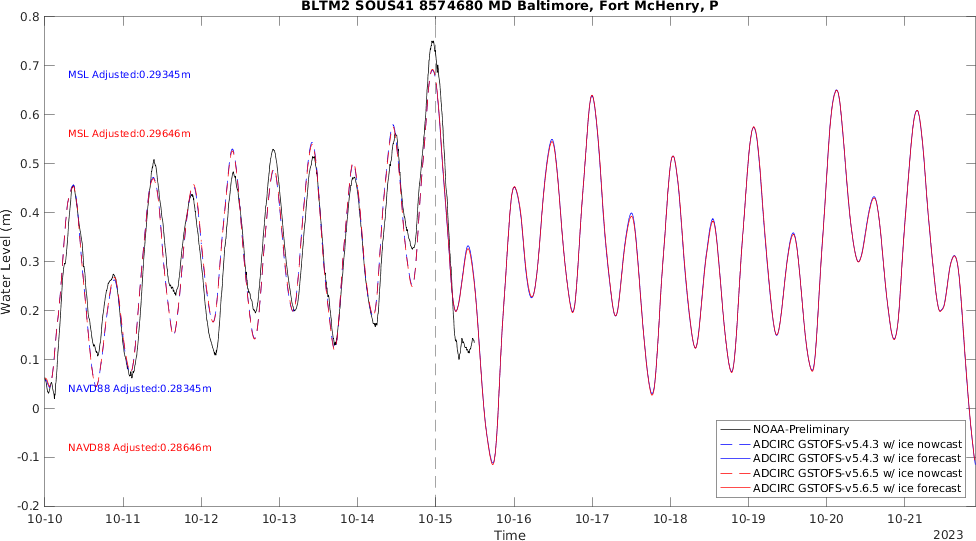 BLTM2 SOUS41 8574680 MD Baltimore, Fort McHenry, P
0.8
0.7
0.6
0.5
0.4
0.3
0.2
0.1
0
-0.1
-0.2
Water Level (m)
MSL Adjusted:0.29345m
MSL Adjusted:0.29646m
NAVD88 Adjusted:0.28345m
NAVD88 Adjusted:0.28646m
NOAA-Preliminary
ADCIRC GSTOFS-v5.4.3 w/ ice nowcast
ADCIRC GSTOFS-v5.4.3 w/ ice forecast
ADCIRC GSTOFS-v5.6.5 w/ ice nowcast
ADCIRC GSTOFS-v5.6.5 w/ ice forecast
10-10 10-11 10-12 10-13 10-14 10-15 10-16 10-17 10-18 10-19 10-20 10-21
Time
2023